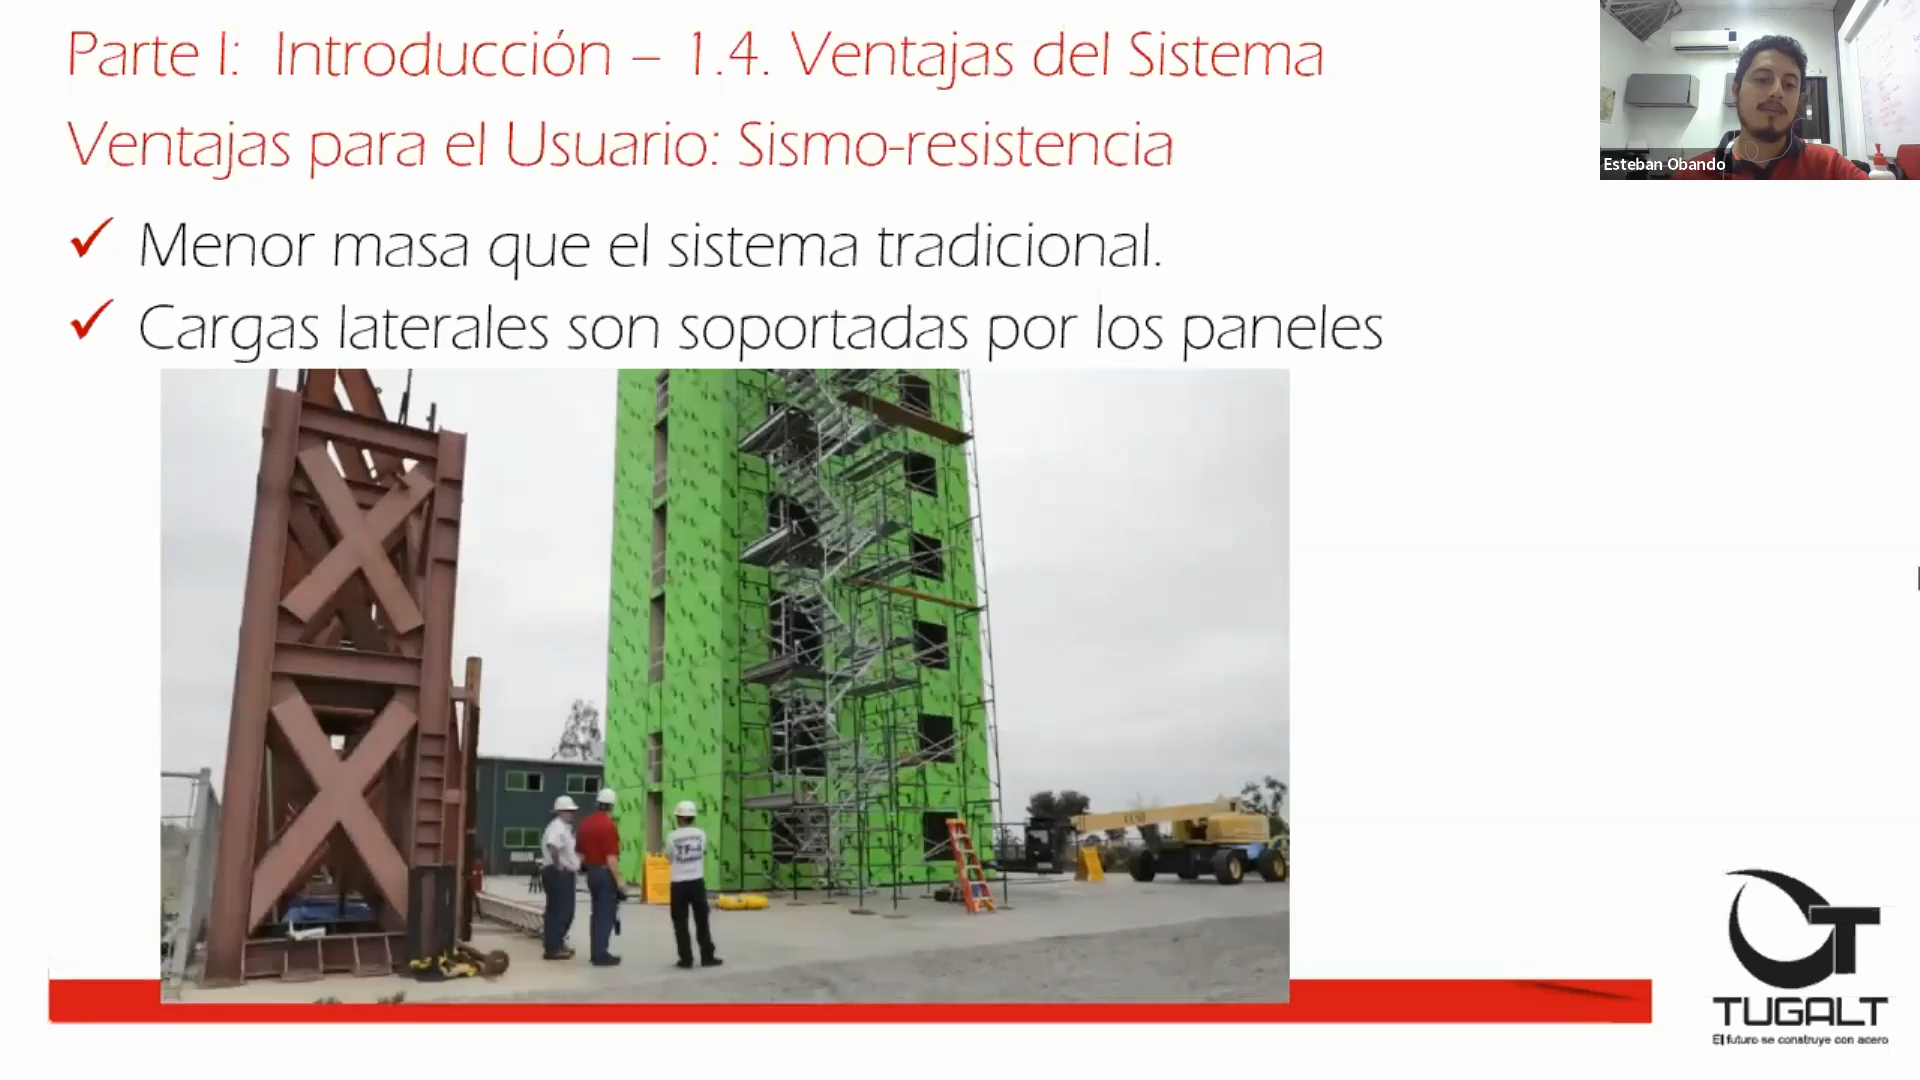 Parte I: Introducción – 1.4. Ventajas del Sistema
Ventajas para el Usuario: Sismo-resistencia
✓ Menor masa que el sistema tradicional.
✓ Cargas laterales son soportadas por los paneles
Esteban Obando
TUGALT
El futuro se construye con acero